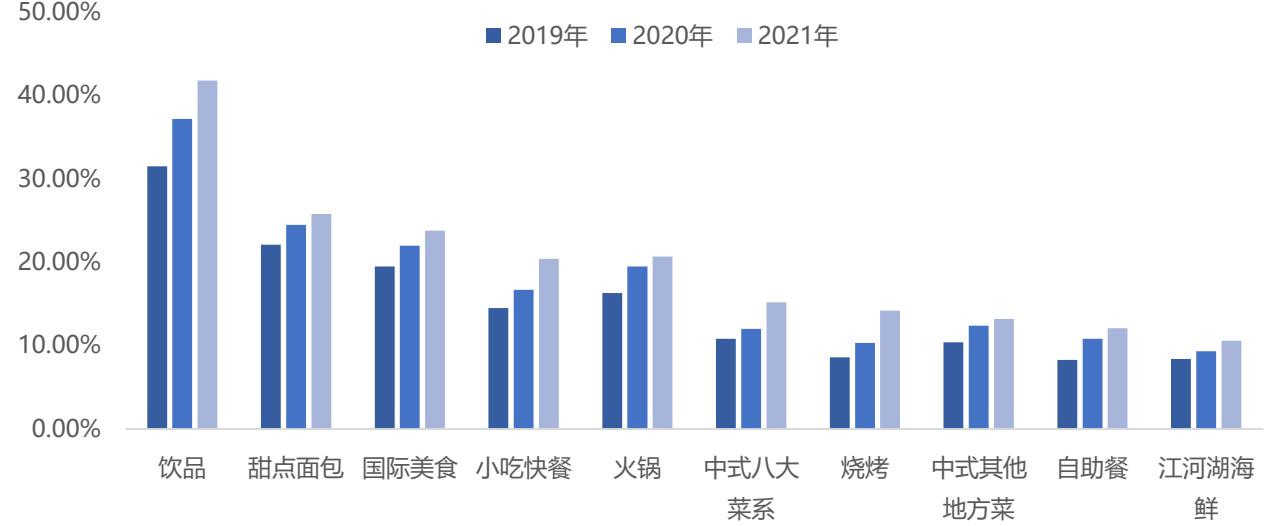 50.00%
2019年 2020年 2021年
40.00%
30.00%
20.00%
10.00%
0.00%
饮品 甜点面包 国际美食 小吃快餐 火锅 中式八大 烧烤 中式其他 自助餐 江河湖海
菜系 地方菜 鲜